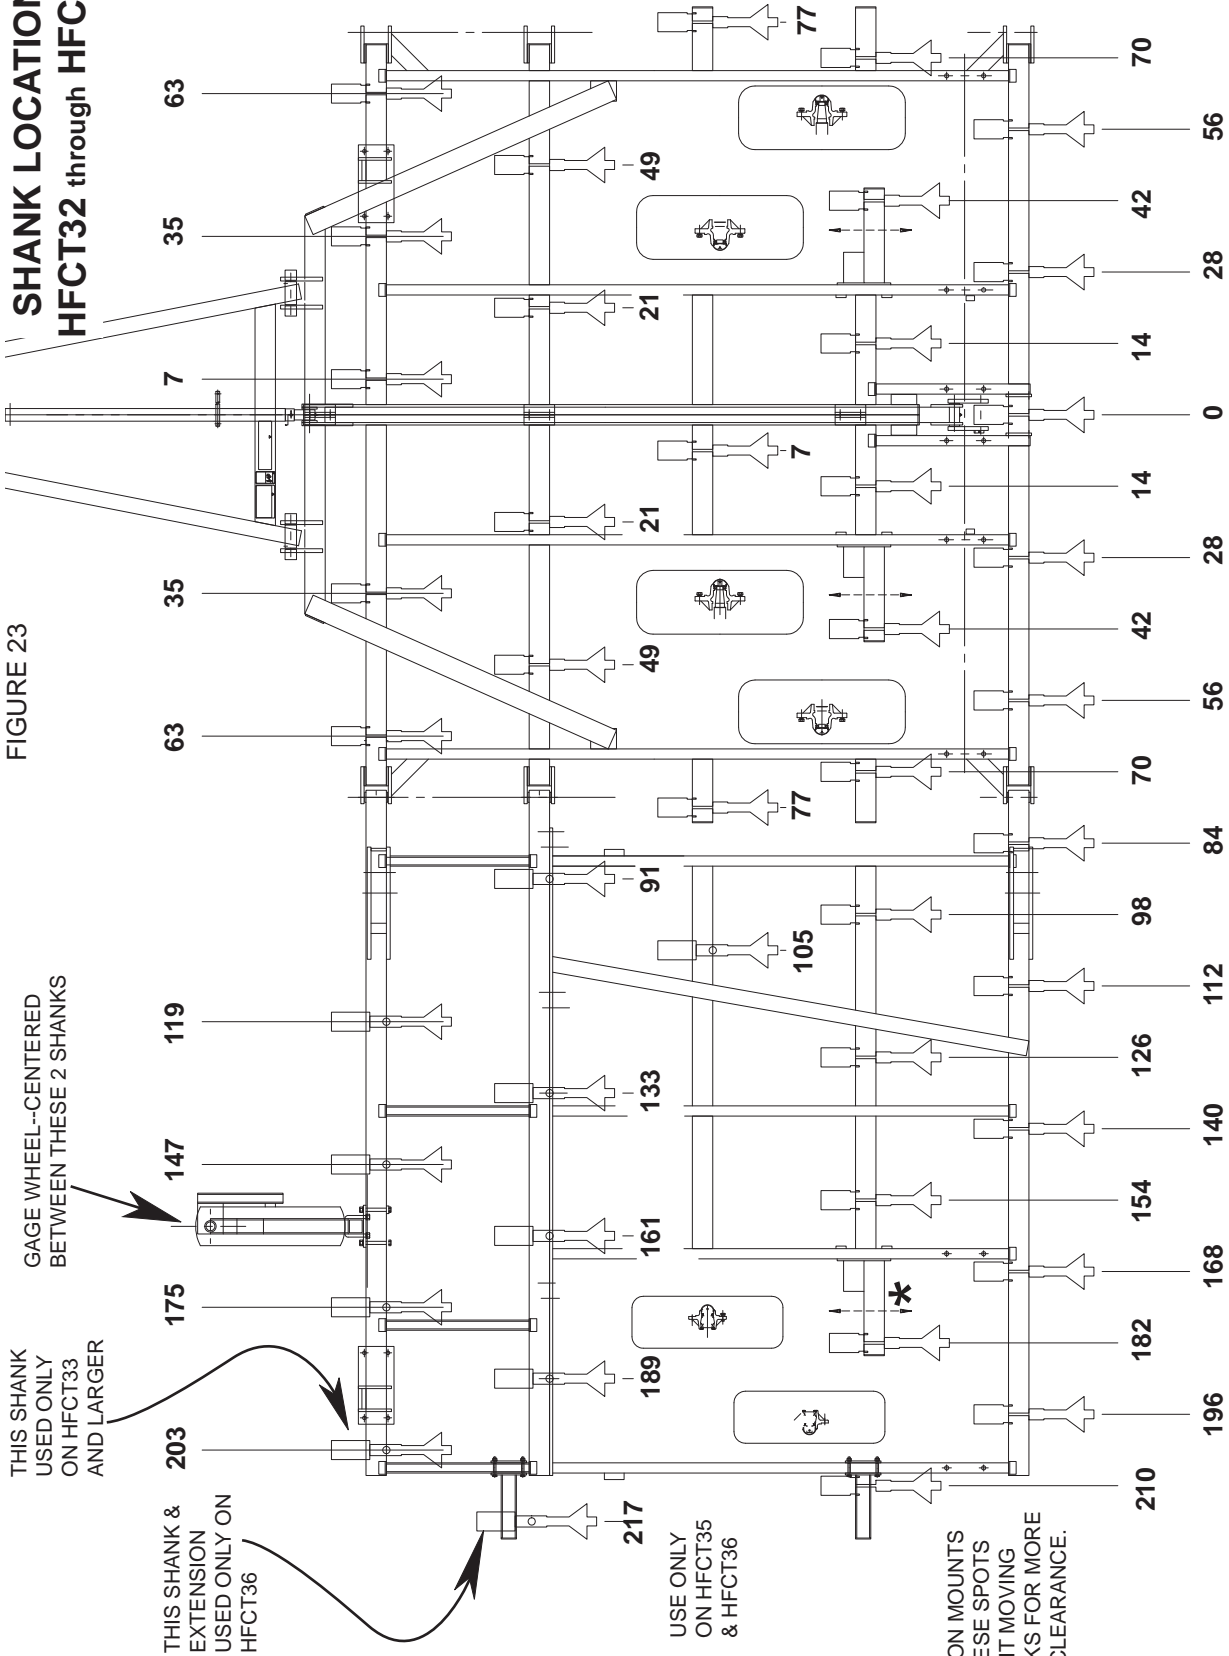 SHANK LOCATION
HFCT32 through HFC
FIGURE 23
THIS SHANK
USED ONLY
ON HFCT33
AND LARGER
GAGE WHEEL--CENTERED
BETWEEN THESE 2 SHANKS
THIS SHANK &
EXTENSION
USED ONLY ON
HFCT36
203
175
147
119
63
35
7
35
63
217
189
161
133
91
49
21
21
49
USE ONLY
ON HFCT35
& HFCT36
105
77
7
77
*
ON MOUNTS
ESE SPOTS
IT MOVING
KS FOR MORE
CLEARANCE.
210
182
154
126
98
70
42
14
14
42
70
196
168
140
112
84
56
28
0
28
56